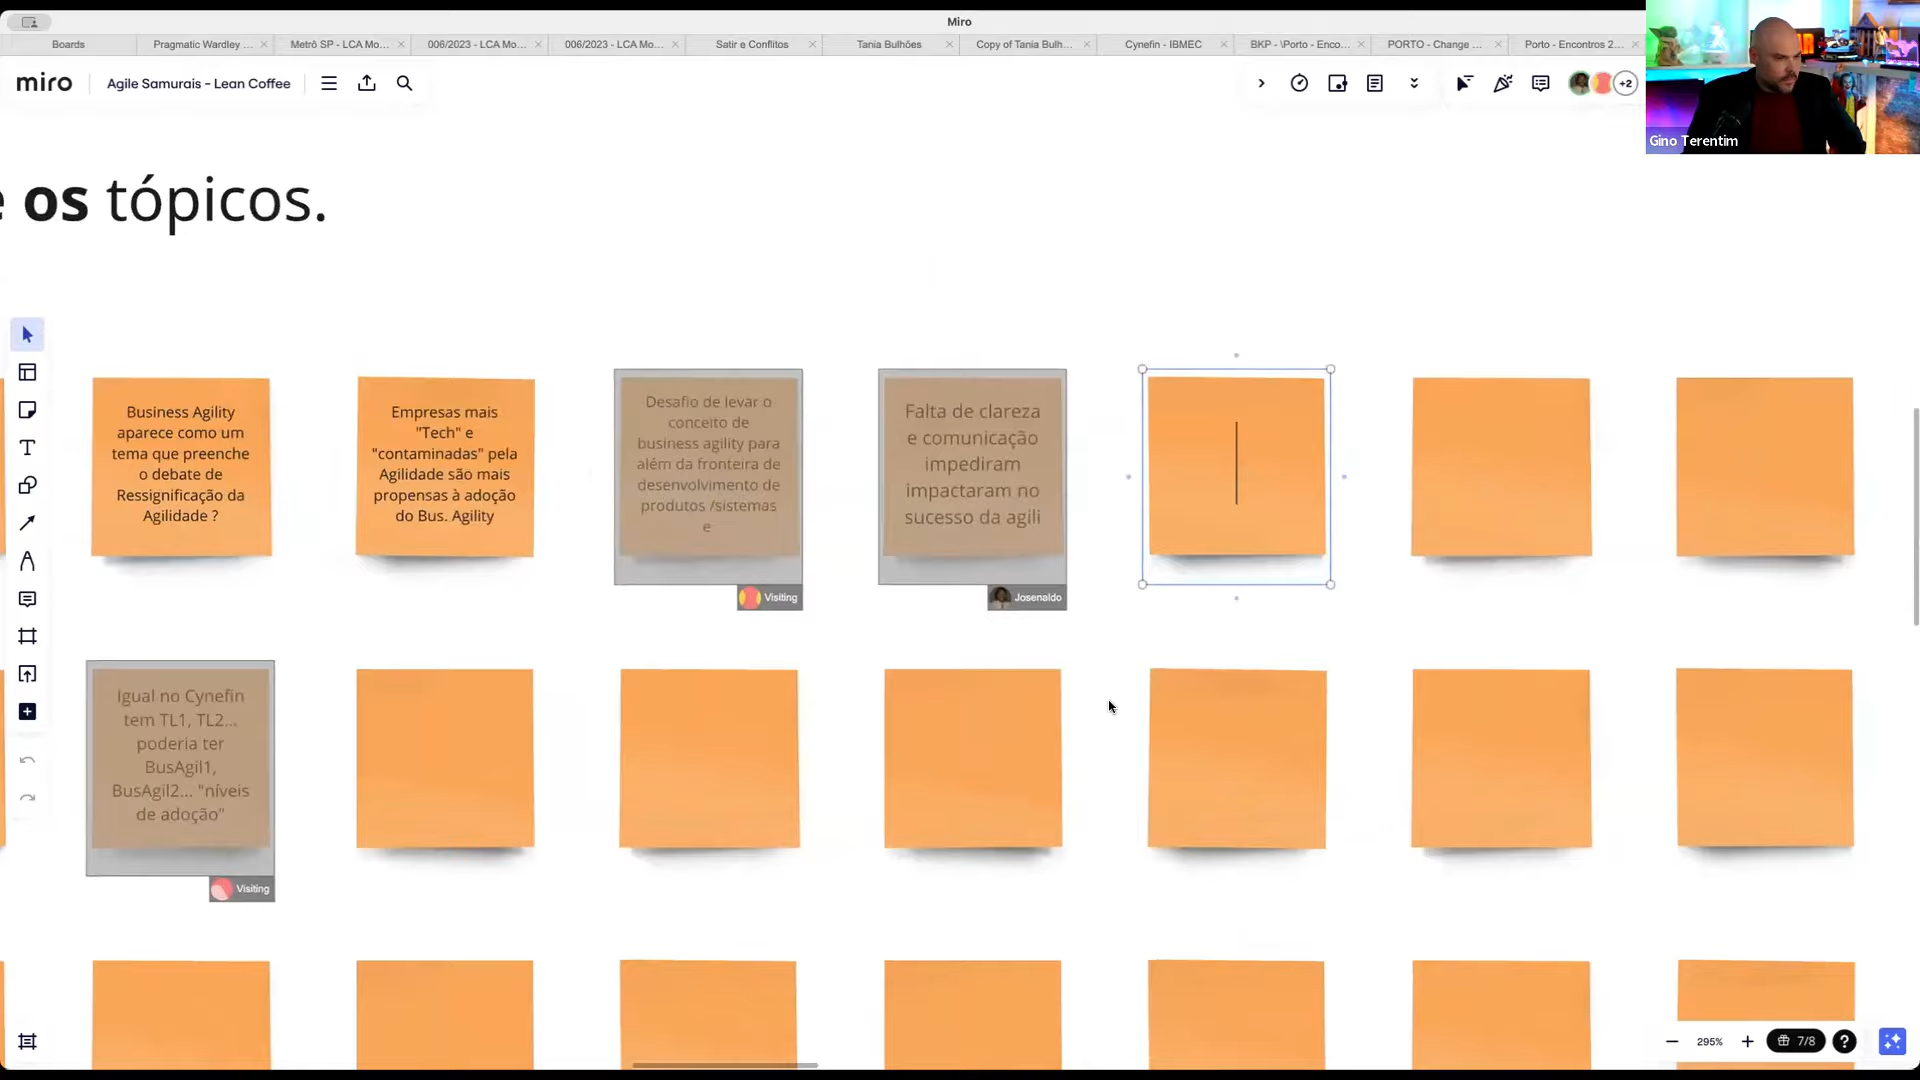 Miro
Boards
Pragmatic Wardley ...
Metrô SP - LCA Mo...
006/2023 - LCA Mo...
006/2023 - LCA Mo...
Satir e Conflitos
Tania Bulhões
Copy of Tania Bulh...
Cynefin - IBMEC
BKP - \Porto - Enco...
PORTO - Change ...
Porto - Encontros 2...
miro
Agile Samurais - Lean Coffee
+2
Gino Terentim
e os tópicos.
Business Agility
aparece como um
tema que preenche
o debate de
Ressignificação da
Agilidade ?
Empresas mais
"Tech" e
"contaminadas" pela
Agilidade são mais
propensas à adoção
do Bus. Agility
Desafio de levar o
conceito de
business agility para
além da fronteira de
desenvolvimento de
produtos /sistemas
e
Visiting
Falta de clareza
e comunicação
impediram
impactaram no
sucesso da agili
Josenaldo
Igual no Cynefin
tem TL1, TL2...
poderia ter
BusAgil1,
BusAgil2... "níveis
de adoção"
Visiting
295%
7/8